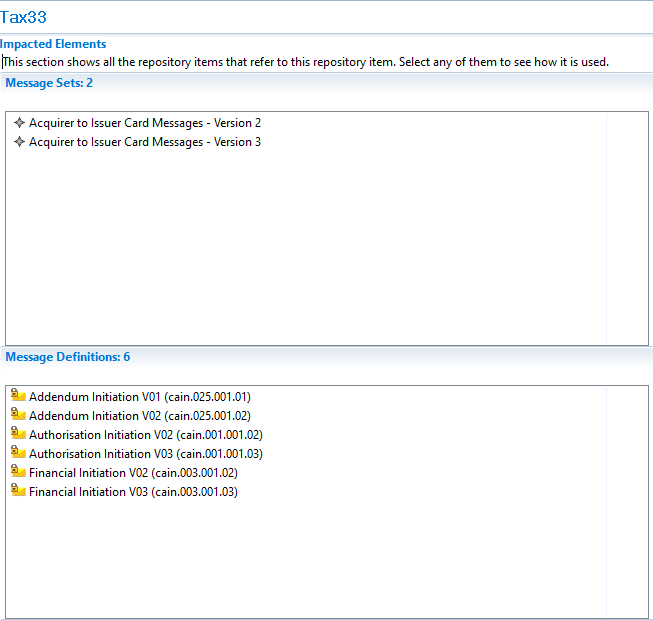 Tax33
Impacted Elements
This section shows all the repository items that refer to this repository item. Select any of them to see how it is used.
Message Sets: 2
Acquirer to Issuer Card Messages - Version 2
Acquirer to Issuer Card Messages - Version 3
Message Definitions: 6
Addendum Initiation V01 (cain.025.001.01)
Addendum Initiation V02 (cain.025.001.02)
Authorisation Initiation V02 (cain.001.001.02)
Authorisation Initiation V03 (cain.001.001.03)
Financial Initiation V02 (cain.003.001.02)
Financial Initiation V03 (cain.003.001.03)